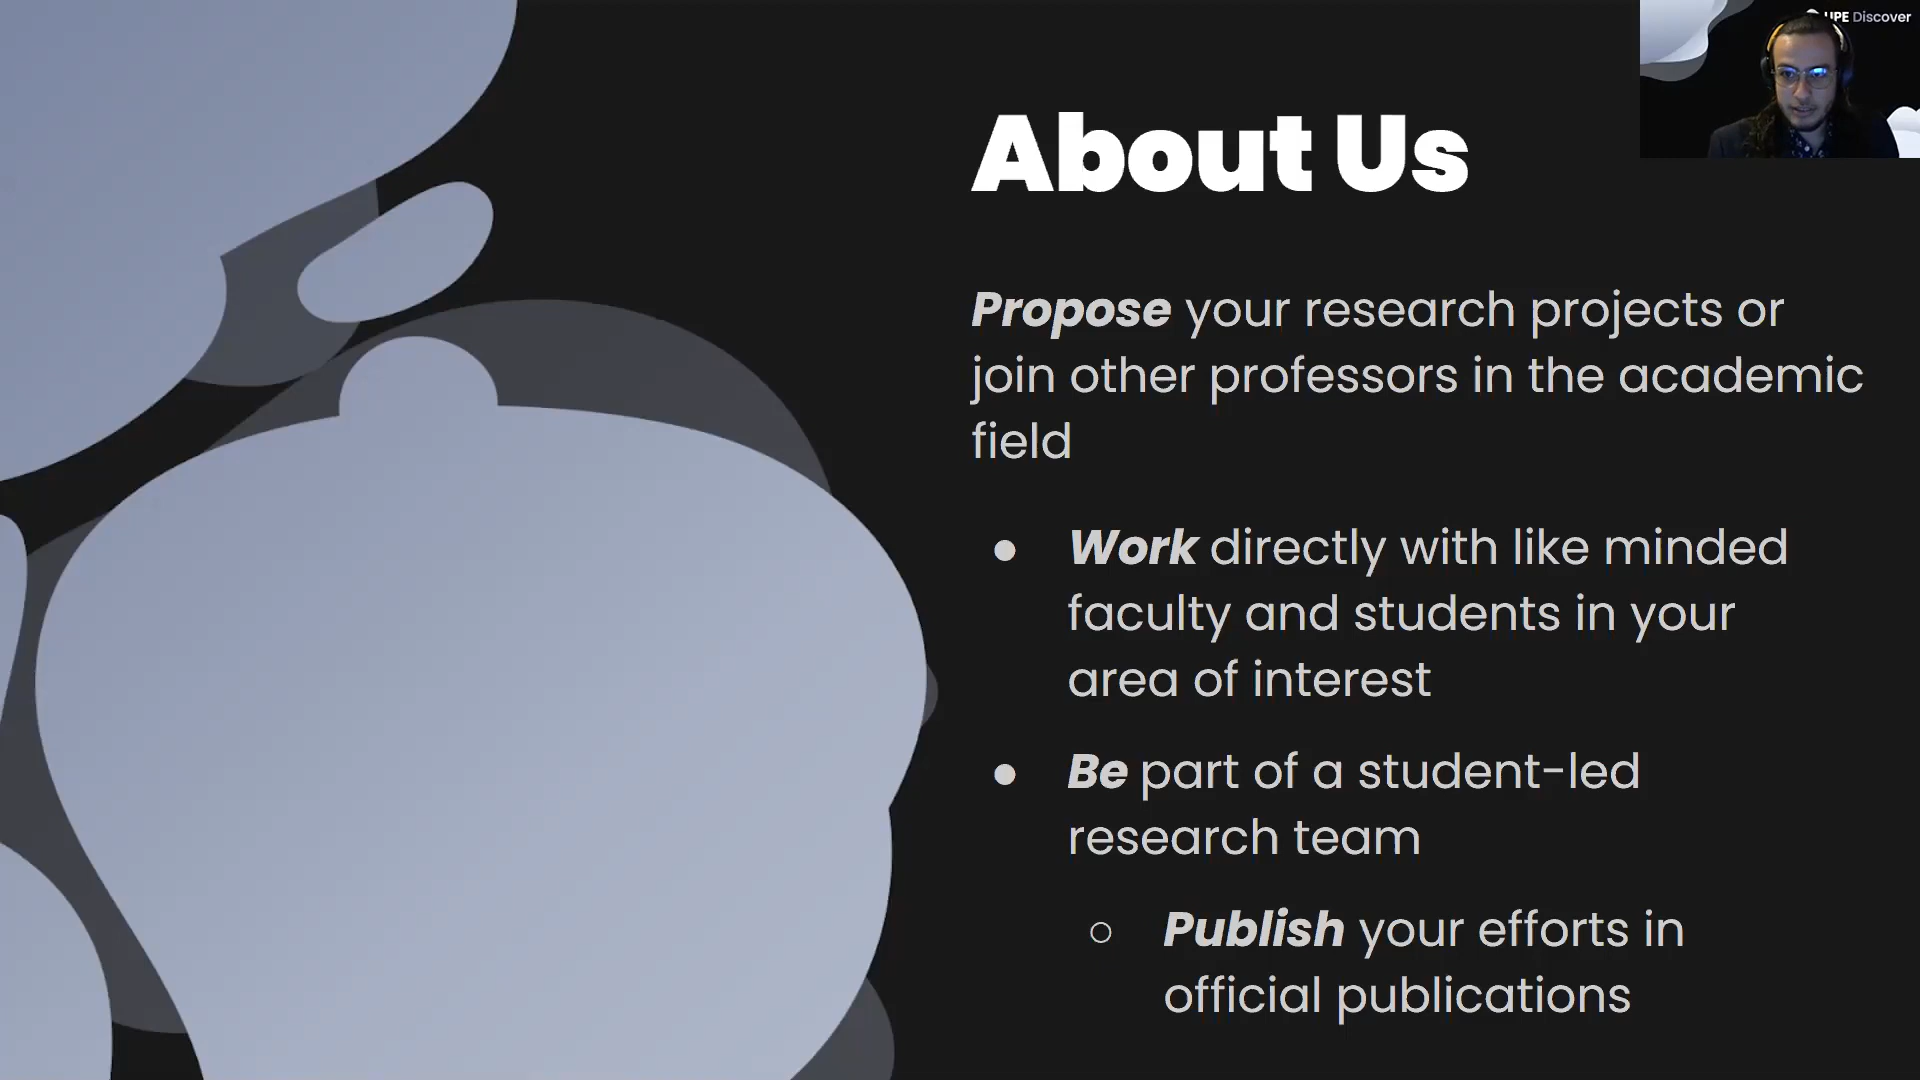 UPE Discover
About Us
Propose your research projects or
join other professors in the academic
field
● Work directly with like minded
faculty and students in your
area of interest
● Be part of a student-led
research team
○ Publish your efforts in
official publications